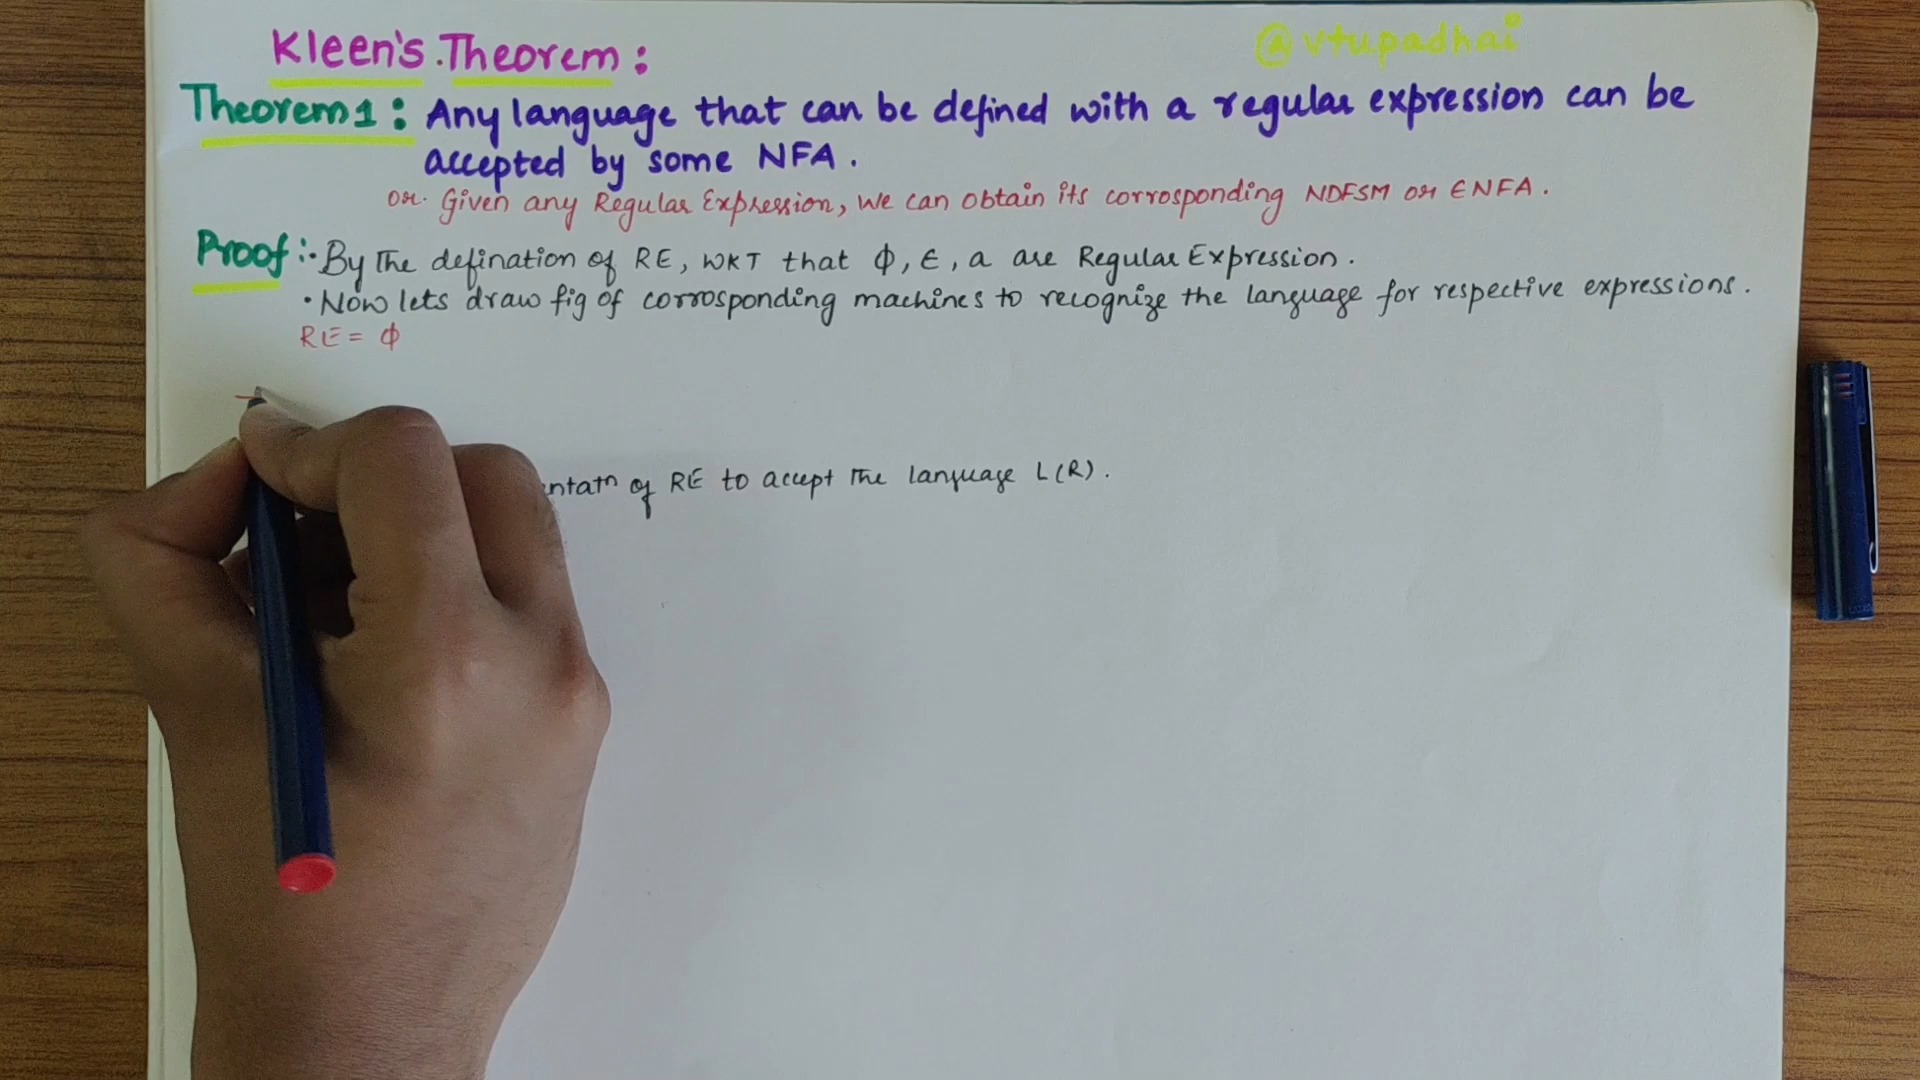 Kleen's Theorem :
@vtupadhai
Theorem 1 : Any language that can be defined with a regular expression can be
accepted by some NFA .
or. Given any Regular Expression, We can obtain its corrosponding NDFSM or ЄNFA .
Proof :- • By The defination of RE, WKT that ϕ, Є, a are Regular Expression .
• Now lets draw fig of corrosponding machines to recognize the language for respective expressions .
RE = ϕ
of RE to accept The language L(R) .